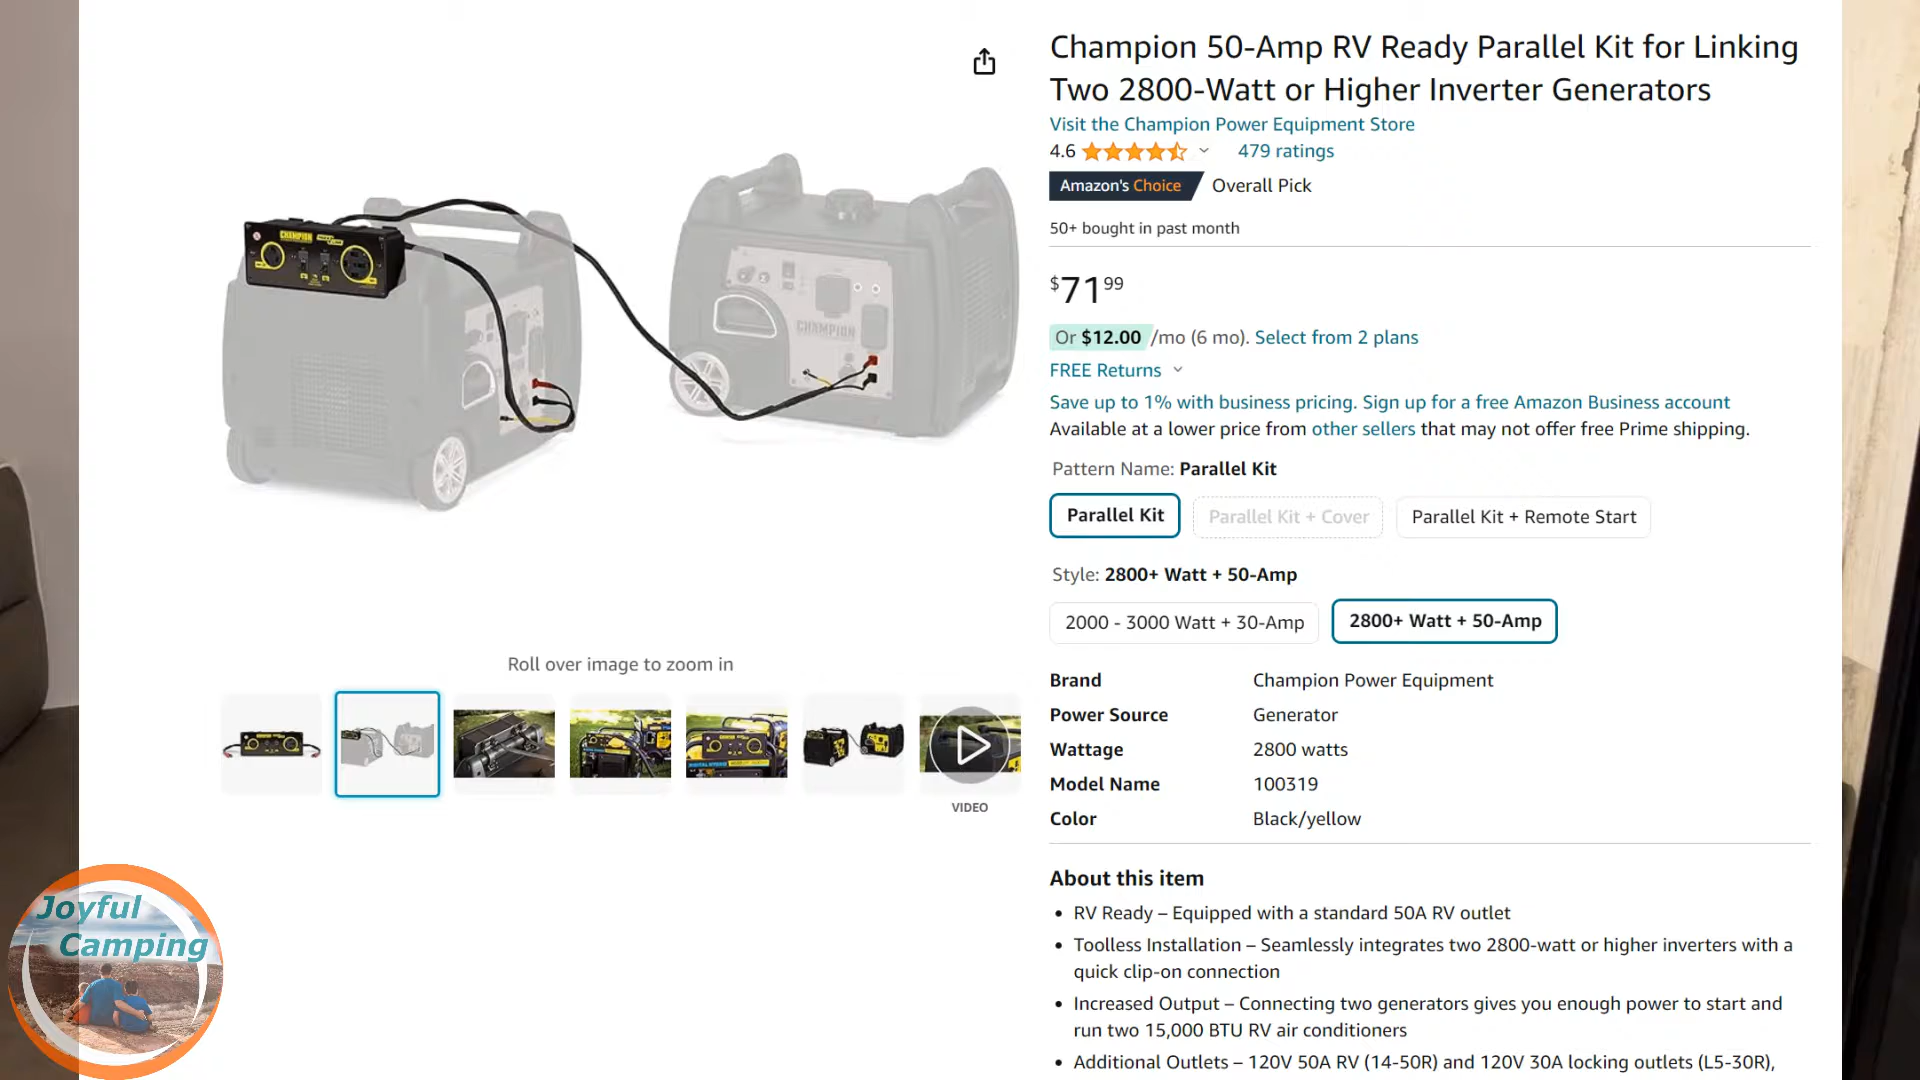 Champion 50-Amp RV Ready Parallel Kit for Linking
Two 2800-Watt or Higher Inverter Generators
Visit the Champion Power Equipment Store
4.6 479 ratings
Amazon's Choice Overall Pick
50+ bought in past month
$71 99
Or $12.00 /mo (6 mo). Select from 2 plans
FREE Returns
Save up to 1% with business pricing. Sign up for a free Amazon Business account
Available at a lower price from other sellers that may not offer free Prime shipping.
Pattern Name: Parallel Kit
Parallel Kit
Parallel Kit + Cover
Parallel Kit + Remote Start
Style: 2800+ Watt + 50-Amp
2000 - 3000 Watt + 30-Amp
2800+ Watt + 50-Amp
Brand Champion Power Equipment
Power Source Generator
Wattage 2800 watts
Model Name 100319
Color Black/yellow
About this item
• RV Ready – Equipped with a standard 50A RV outlet
• Toolless Installation – Seamlessly integrates two 2800-watt or higher inverters with a
quick clip-on connection
• Increased Output – Connecting two generators gives you enough power to start and
run two 15,000 BTU RV air conditioners
• Additional Outlets – 120V 50A RV (14-50R) and 120V 30A locking outlets (L5-30R),
CHAMPION
CHAMPION
Roll over image to zoom in
VIDEO
Joyful
Camping